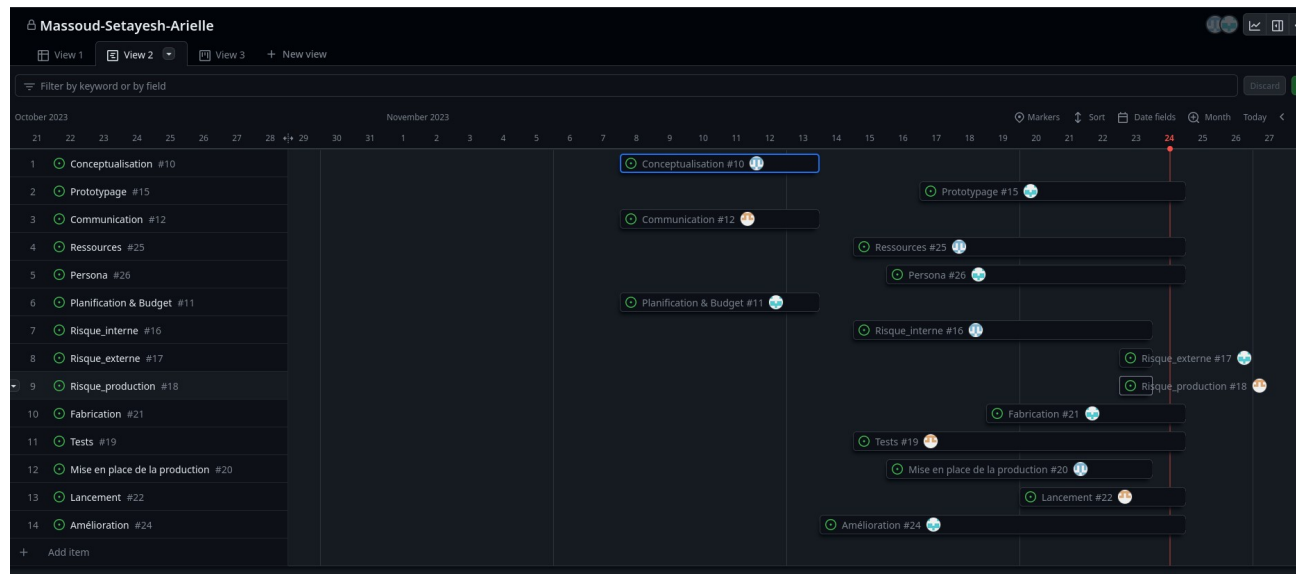 Massoud-Setayesh-Arielle
View 1 View 2 View 3 + New view
Filter by keyword or by field Discard
October 2023 November 2023 Markers Sort Date fields Month Today
21 22 23 24 25 26 27 28 29 30 31 1 2 3 4 5 6 7 8 9 10 11 12 13 14 15 16 17 18 19 20 21 22 23 24 25 26 27
1 Conceptualisation #10 Conceptualisation #10
2 Prototypage #15 Prototypage #15
3 Communication #12 Communication #12
4 Ressources #25 Ressources #25
5 Persona #26 Persona #26
6 Planification & Budget #11 Planification & Budget #11
7 Risque_interne #16 Risque_interne #16
8 Risque_externe #17 Risque_externe #17
9 Risque_production #18 Risque_production #18
10 Fabrication #21 Fabrication #21
11 Tests #19 Tests #19
12 Mise en place de la production #20 Mise en place de la production #20
13 Lancement #22 Lancement #22
14 Amélioration #24 Amélioration #24
+ Add item